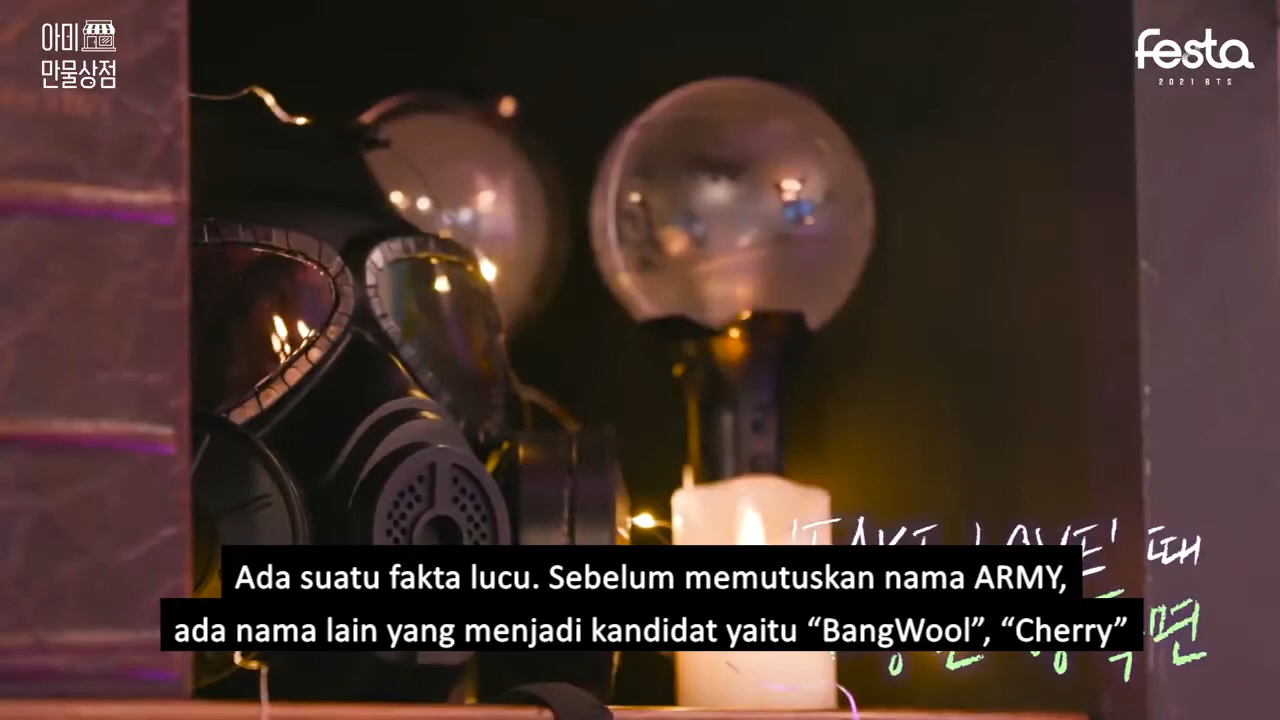 아미
만물상점
festa
2021 BTS
때
Ada suatu fakta lucu. Sebelum memutuskan nama ARMY,
ada nama lain yang menjadi kandidat yaitu “BangWool”, “Cherry”